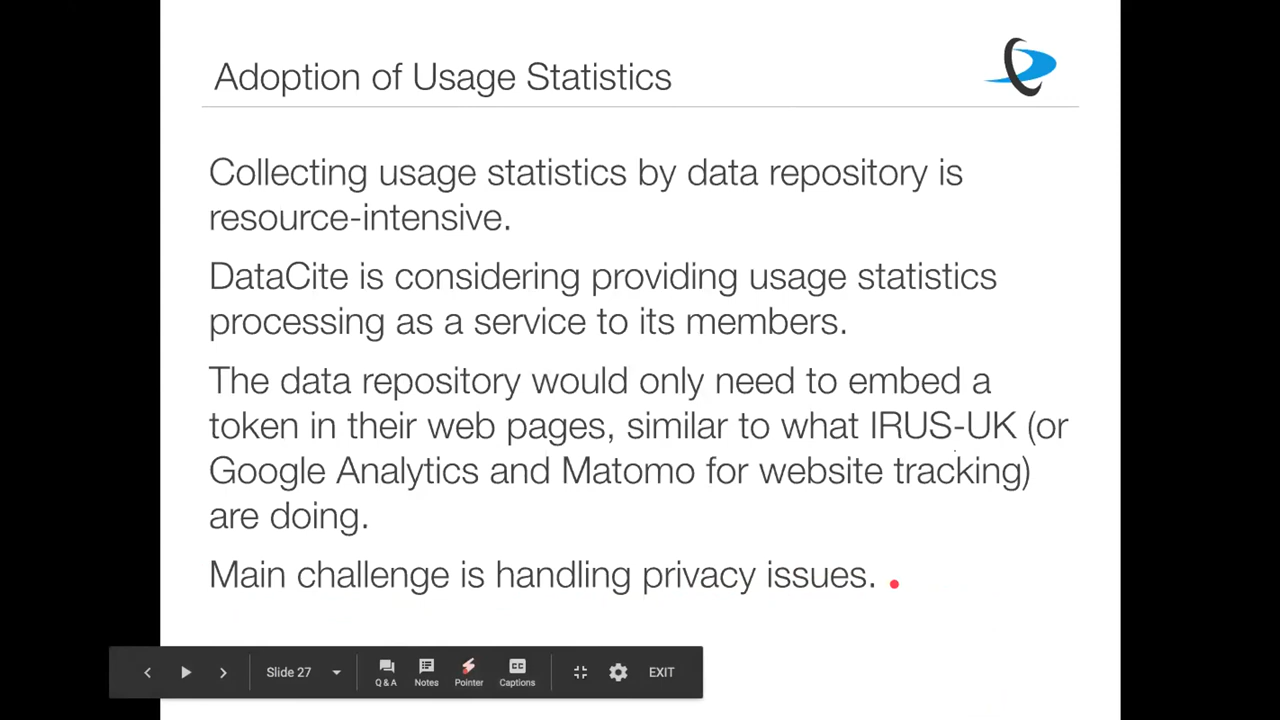 Adoption of Usage Statistics
Collecting usage statistics by data repository is
resource-intensive.
DataCite is considering providing usage statistics
processing as a service to its members.
The data repository would only need to embed a
token in their web pages, similar to what IRUS-UK (or
Google Analytics and Matomo for website tracking)
are doing.
Main challenge is handling privacy issues.
Slide 27
Q & A
Notes
Pointer
CC
Captions
EXIT